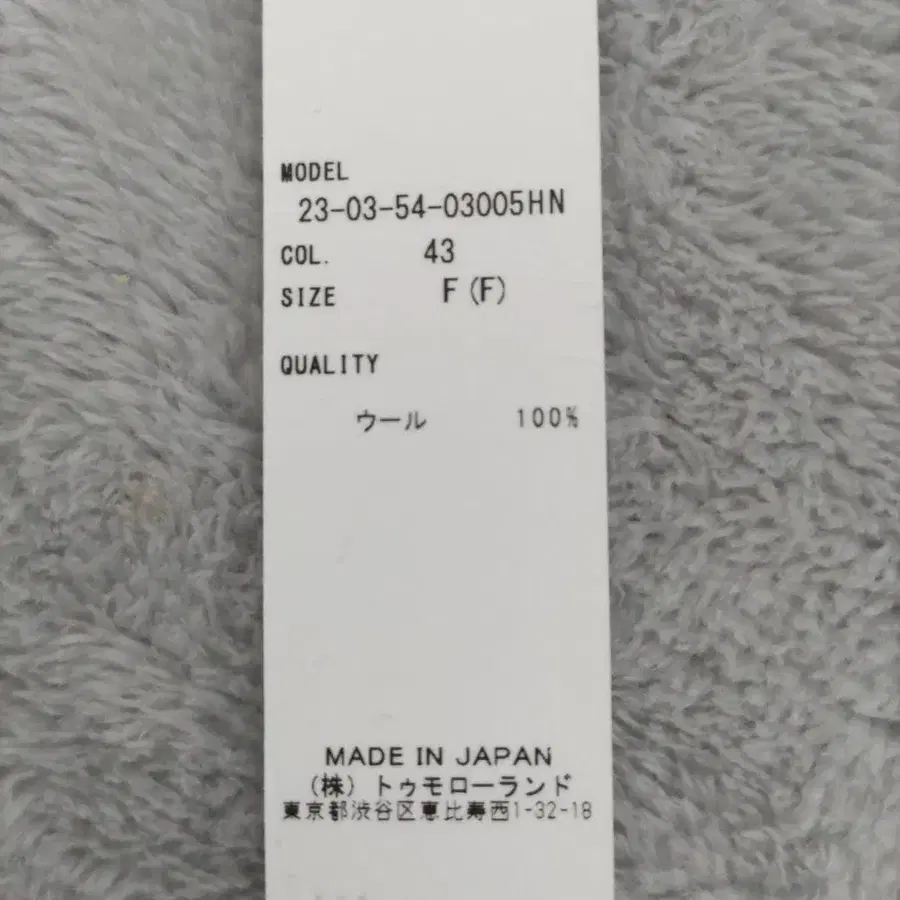 MODEL
23-03-54-03005HN
COL. 43
SIZE F(F)
QUALITY
ウール 100%
MADE IN JAPAN
(株)トゥモローランド
東京都渋谷区恵比寿西1-32-18